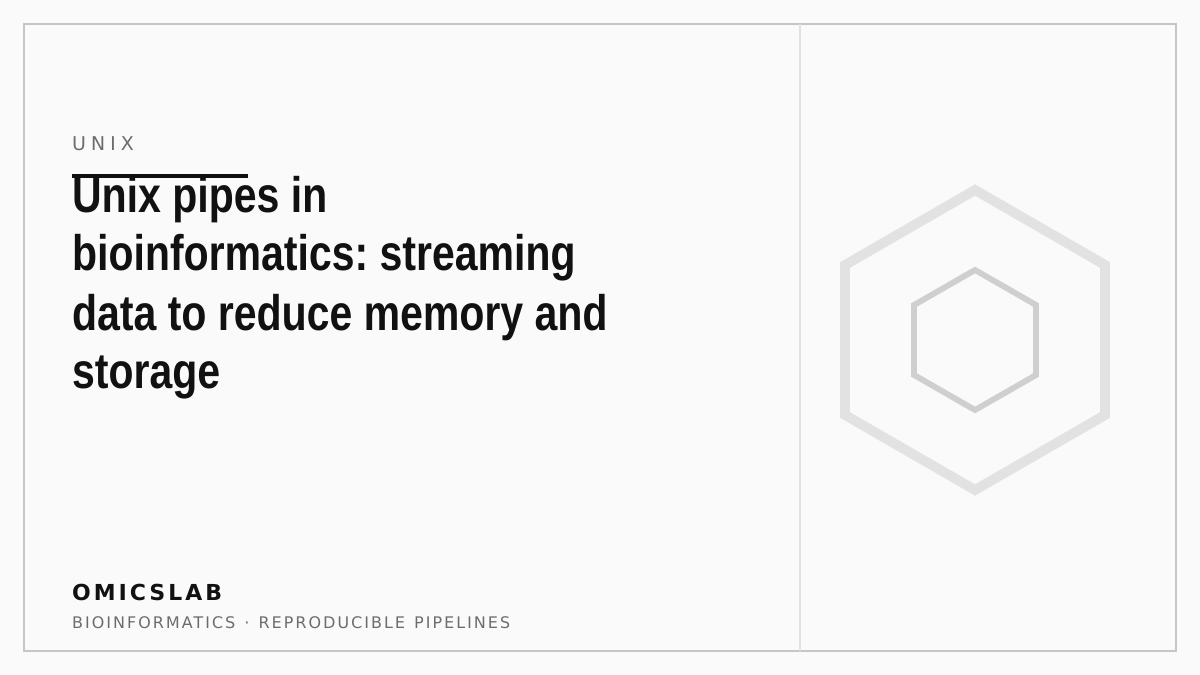 UNIX
Unix pipes in
bioinformatics: streaming
data to reduce memory and
storage
OMICSLAB
BIOINFORMATICS · REPRODUCIBLE PIPELINES